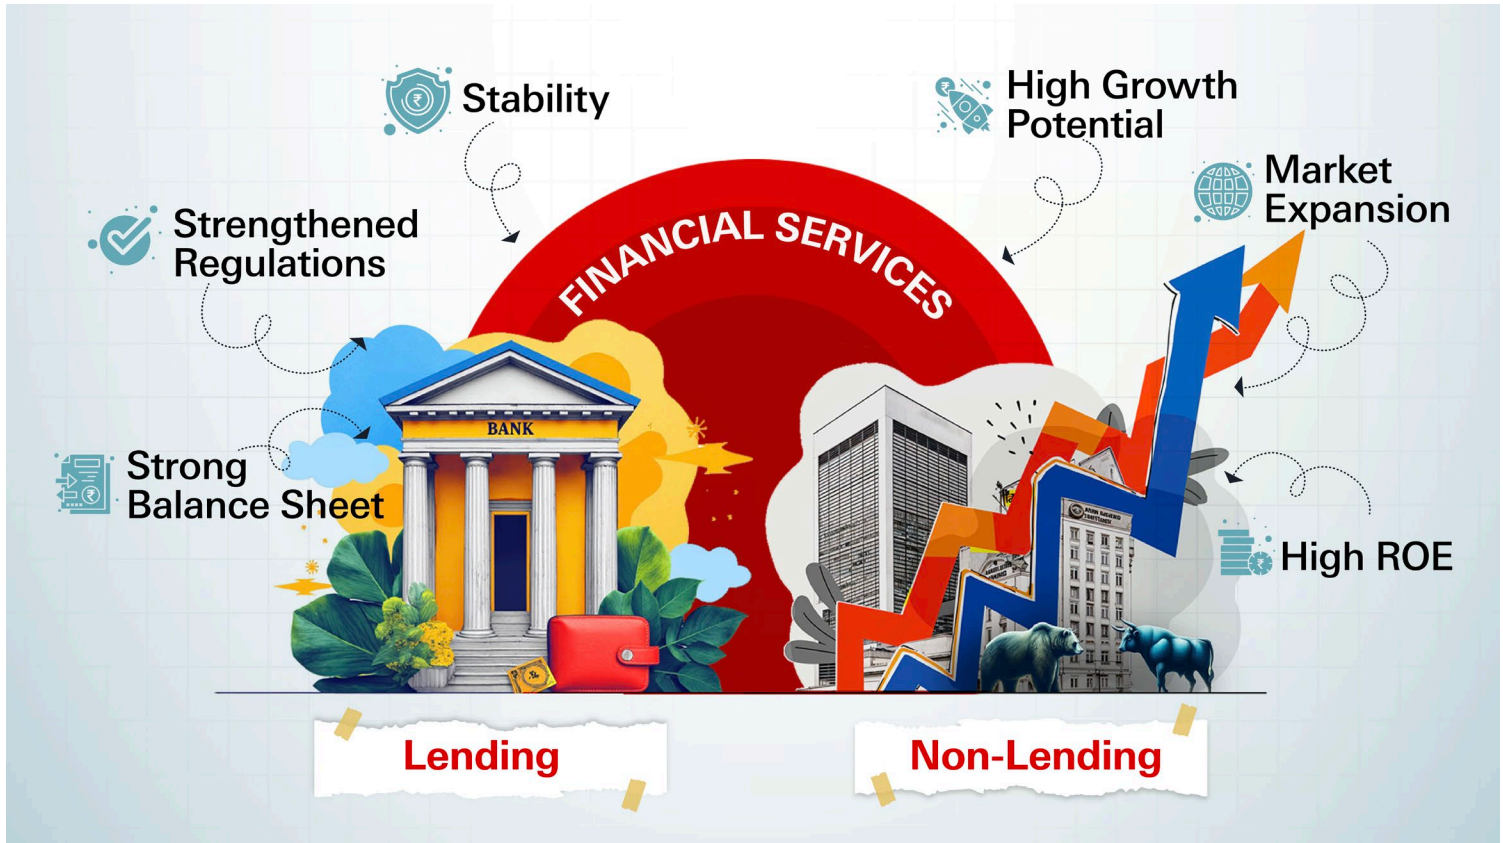 Stability
High Growth
Potential
Market
Expansion
Strengthened
Regulations
FINANCIAL SERVICES
BANK
Strong
Balance Sheet
High ROE
Lending
Non-Lending